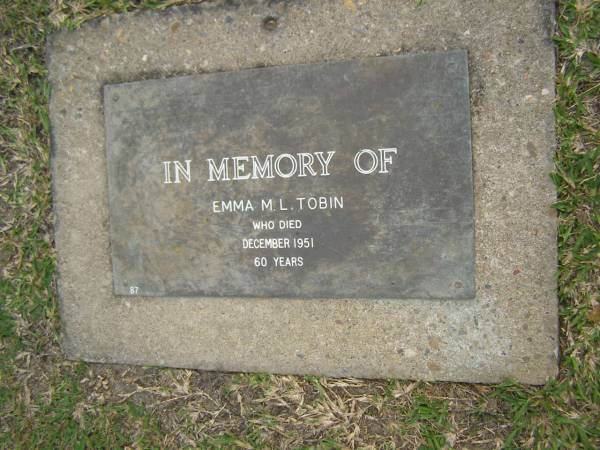 IN MEMORY OF
EMMA M.L. TOBIN
WHO DIED
DECEMBER 1951
60 YEARS
87